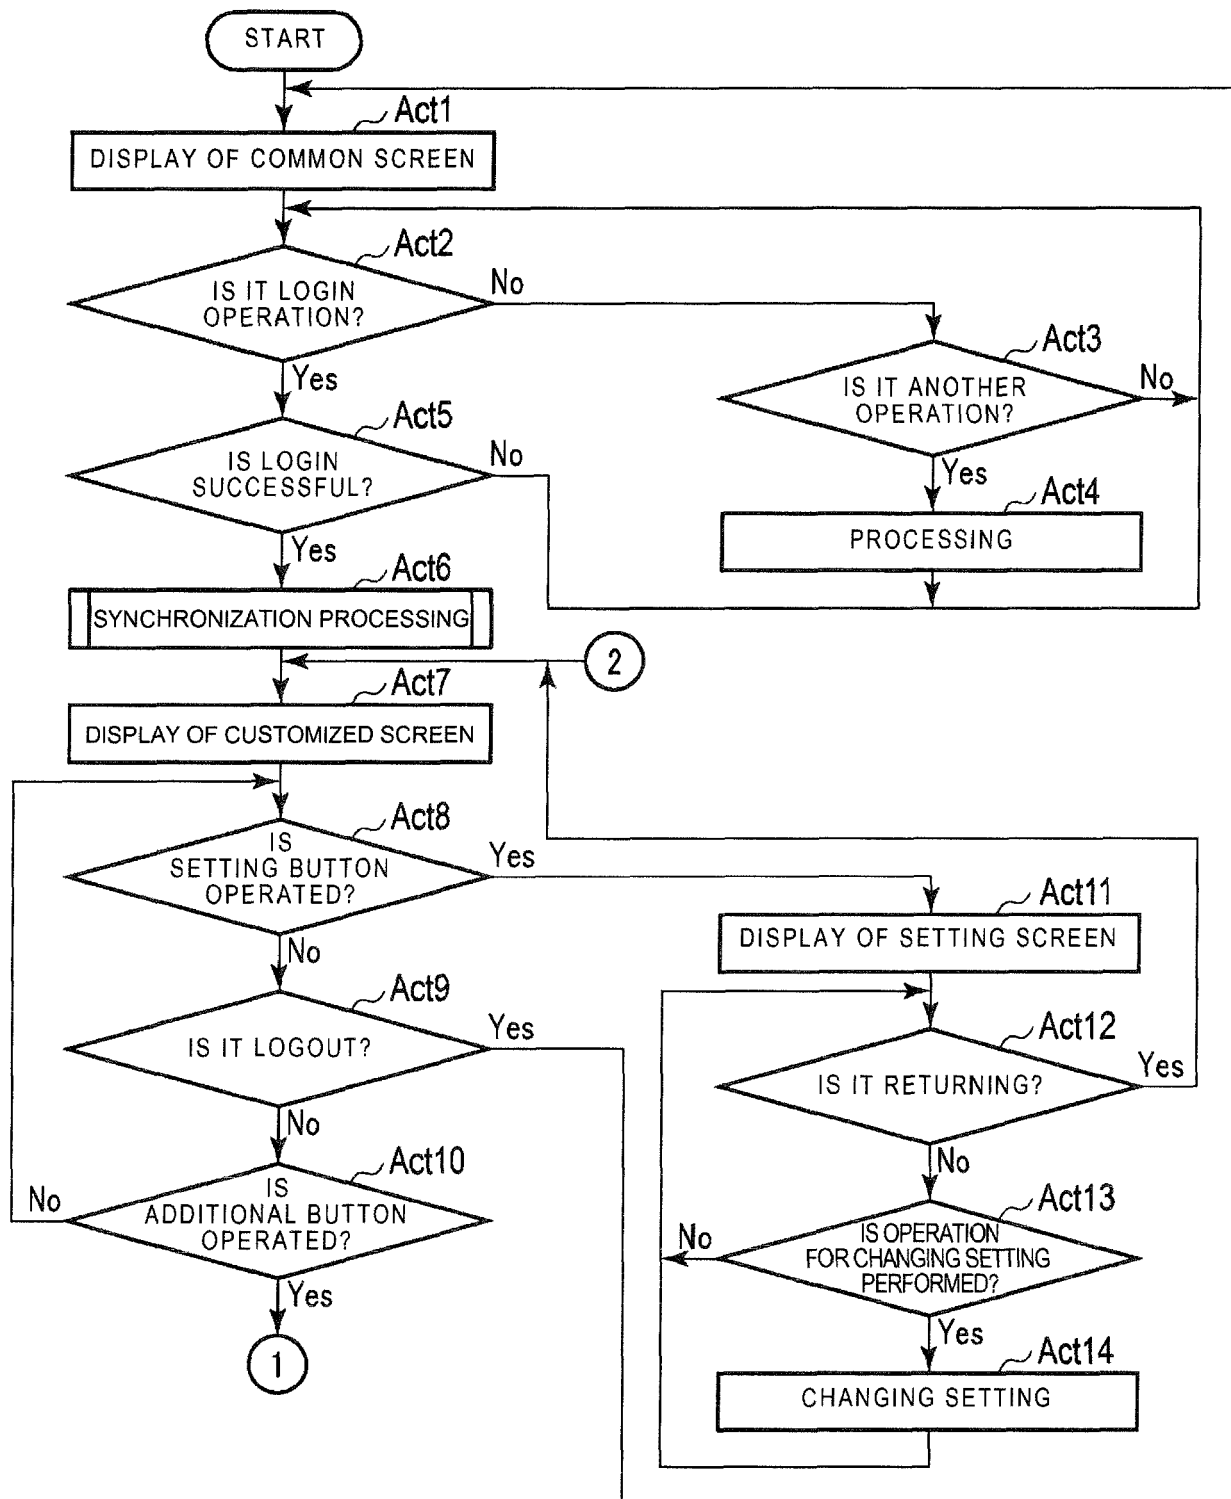 START
Act1
DISPLAY OF COMMON SCREEN
Act2
IS IT LOGIN
OPERATION?
No
Yes
Act3
IS IT ANOTHER
OPERATION?
No
Yes
Act4
PROCESSING
Act5
IS LOGIN
SUCCESSFUL?
No
Yes
Act6
SYNCHRONIZATION PROCESSING
2
Act7
DISPLAY OF CUSTOMIZED SCREEN
Act8
IS
SETTING BUTTON
OPERATED?
Yes
No
Act9
IS IT LOGOUT?
Yes
No
Act10
IS
ADDITIONAL BUTTON
OPERATED?
No
Yes
1
Act11
DISPLAY OF SETTING SCREEN
Act12
IS IT RETURNING?
Yes
No
Act13
IS OPERATION
FOR CHANGING SETTING
PERFORMED?
No
Yes
Act14
CHANGING SETTING